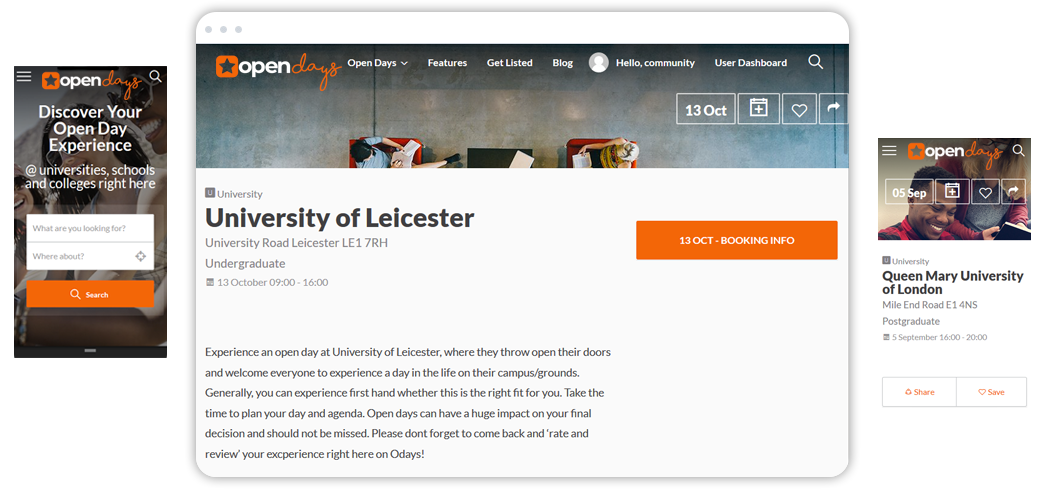 open days
Discover Your
Open Day
Experience
@ universities, schools
and colleges right here
What are you looking for?
Where about?
Search
open days
Open Days
Features
Get Listed
Blog
Hello, community
User Dashboard
13 Oct
U University
University of Leicester
University Road Leicester LE1 7RH
Undergraduate
13 October 09:00 - 16:00
13 OCT - BOOKING INFO
Experience an open day at University of Leicester, where they throw open their doors
and welcome everyone to experience a day in the life on their campus/grounds.
Generally, you can experience first hand whether this is the right fit for you. Take the
time to plan your day and agenda. Open days can have a huge impact on your final
decision and should not be missed. Please dont forget to come back and 'rate and
review' your excperience right here on Odays!
open days
05 Sep
U University
Queen Mary University
of London
Mile End Road E1 4NS
Postgraduate
5 September 16:00 - 20:00
Share
Save